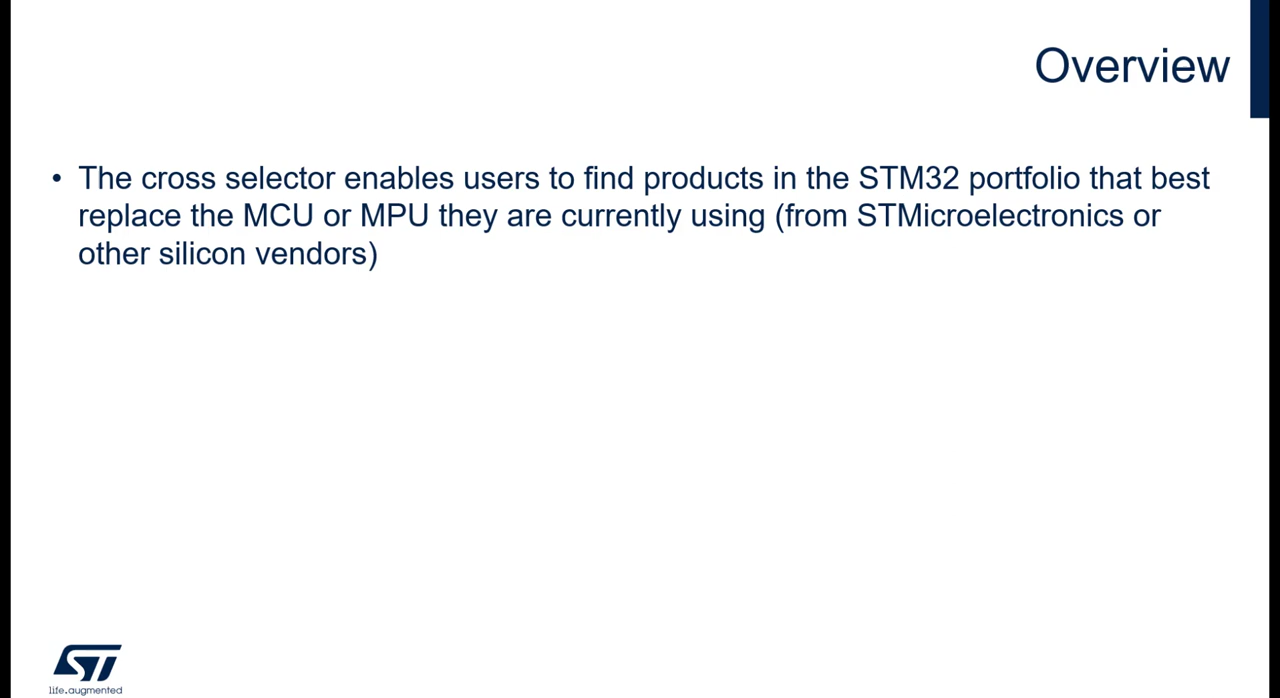 Overview
• The cross selector enables users to find products in the STM32 portfolio that best
replace the MCU or MPU they are currently using (from STMicroelectronics or
other silicon vendors)
ST
life.augmented